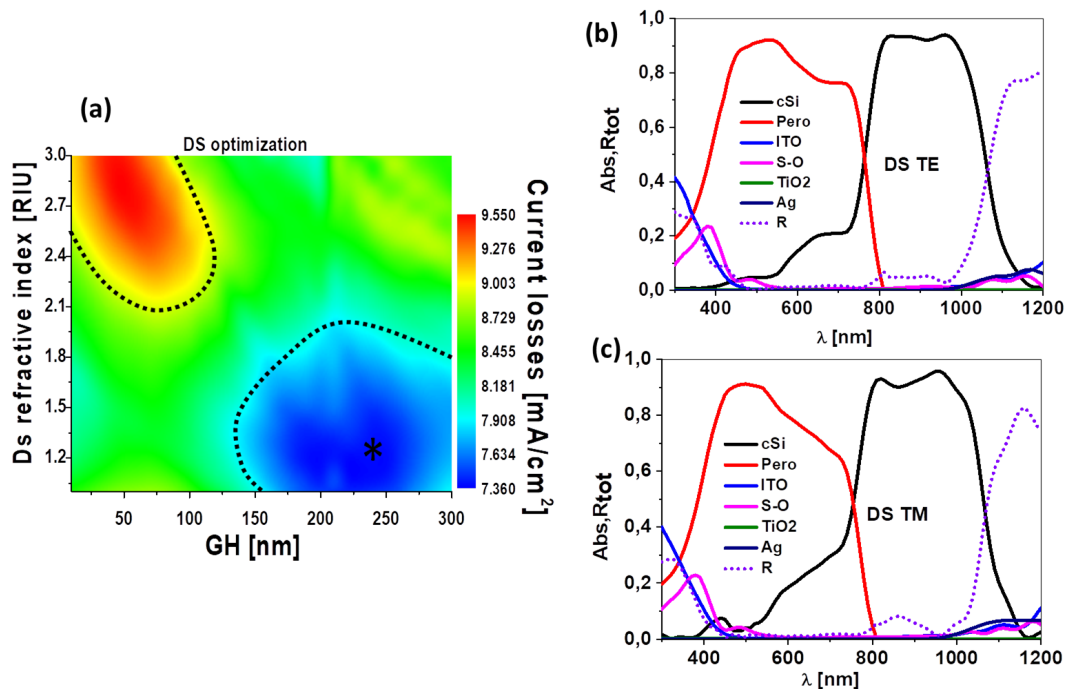 (a)
DS optimization
Ds refractive index [RIU]
3.0
2.7
2.4
2.1
1.8
1.5
1.2
*
50
100
150
200
250
300
GH [nm]
9.550
9.276
9.003
8.729
8.455
8.181
7.908
7.634
7.360
Current losses [mA/cm²]
(b)
Abs,Rtot
1,0
0,8
0,6
0,4
0,2
0,0
cSi
Pero
ITO
S-O
TiO2
Ag
R
DS TE
400
600
800
1000
1200
λ [nm]
(c)
Abs,Rtot
1,0
0,8
0,6
0,4
0,2
0,0
cSi
Pero
ITO
S-O
TiO2
Ag
R
DS TM
400
600
800
1000
1200
λ [nm]